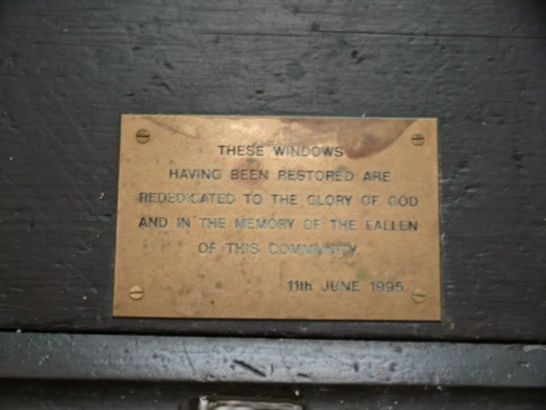 THESE WINDOWS
HAVING BEEN RESTORED ARE
REDEDICATED TO THE GLORY OF GOD
AND IN THE MEMORY OF THE FALLEN
OF THIS COMMUNITY.
11th JUNE 1995